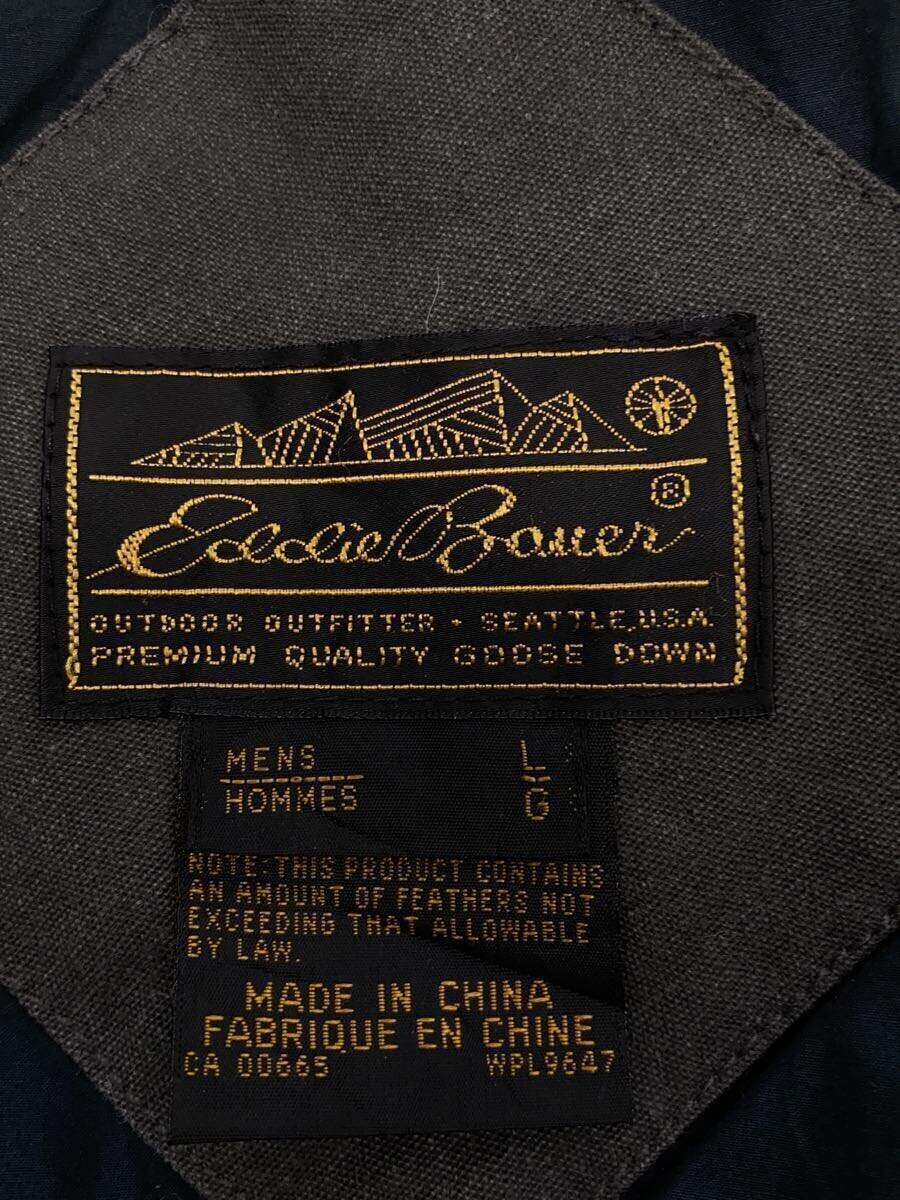 Eddie Bauer ®
OUTDOOR OUTFITTER · SEATTLE, U.S.A.
PREMIUM QUALITY GOOSE DOWN
MENS L
HOMMES G
NOTE: THIS PRODUCT CONTAINS
AN AMOUNT OF FEATHERS NOT
EXCEEDING THAT ALLOWABLE
BY LAW.
MADE IN CHINA
FABRIQUE EN CHINE
CA 00665 WPL9647